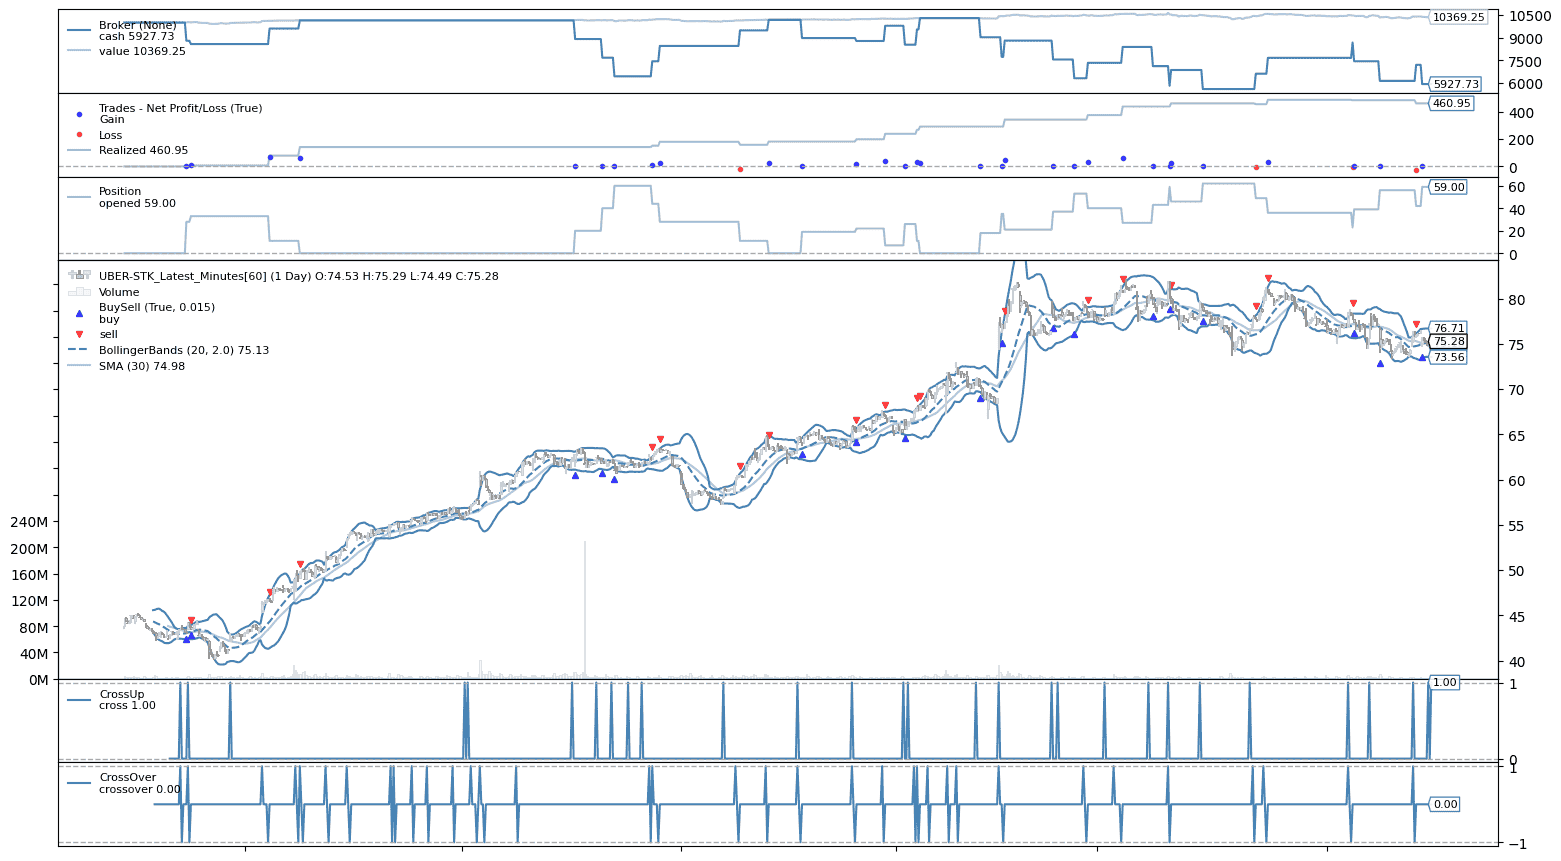 Broker (None)
cash 5927.73
value 10369.25
10369.25
10500
9000
7500
6000
5927.73
Trades - Net Profit/Loss (True)
Gain
Loss
Realized 460.95
460.95
400
200
0
Position
opened 59.00
59.00
60
40
20
0
UBER-STK_Latest_Minutes[60] (1 Day) O:74.53 H:75.29 L:74.49 C:75.28
Volume
BuySell (True, 0.015)
buy
sell
BollingerBands (20, 2.0) 75.13
SMA (30) 74.98
80
76.71
75.28
75
73.56
70
65
60
55
50
45
40
240M
200M
160M
120M
80M
40M
0M
CrossUp
cross 1.00
1.00
1
0
CrossOver
crossover 0.00
1
0.00
−1